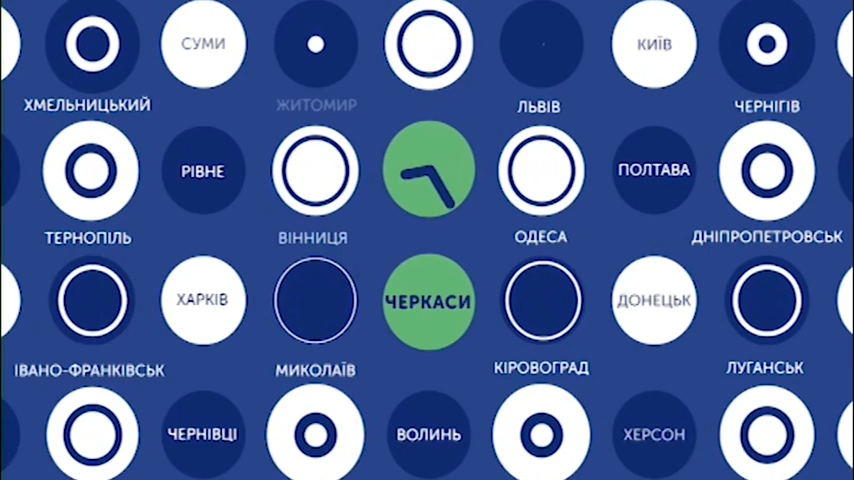 СУМИ
КИЇВ
ХМЕЛЬНИЦЬКИЙ
ЖИТОМИР
ЛЬВІВ
ЧЕРНІГІВ
РІВНЕ
ПОЛТАВА
ТЕРНОПІЛЬ
ВІННИЦЯ
ОДЕСА
ДНІПРОПЕТРОВСЬК
ХАРКІВ
ЧЕРКАСИ
ДОНЕЦЬК
ІВАНО-ФРАНКІВСЬК
МИКОЛАЇВ
КІРОВОГРАД
ЛУГАНСЬК
ЧЕРНІВЦІ
ВОЛИНЬ
ХЕРСОН